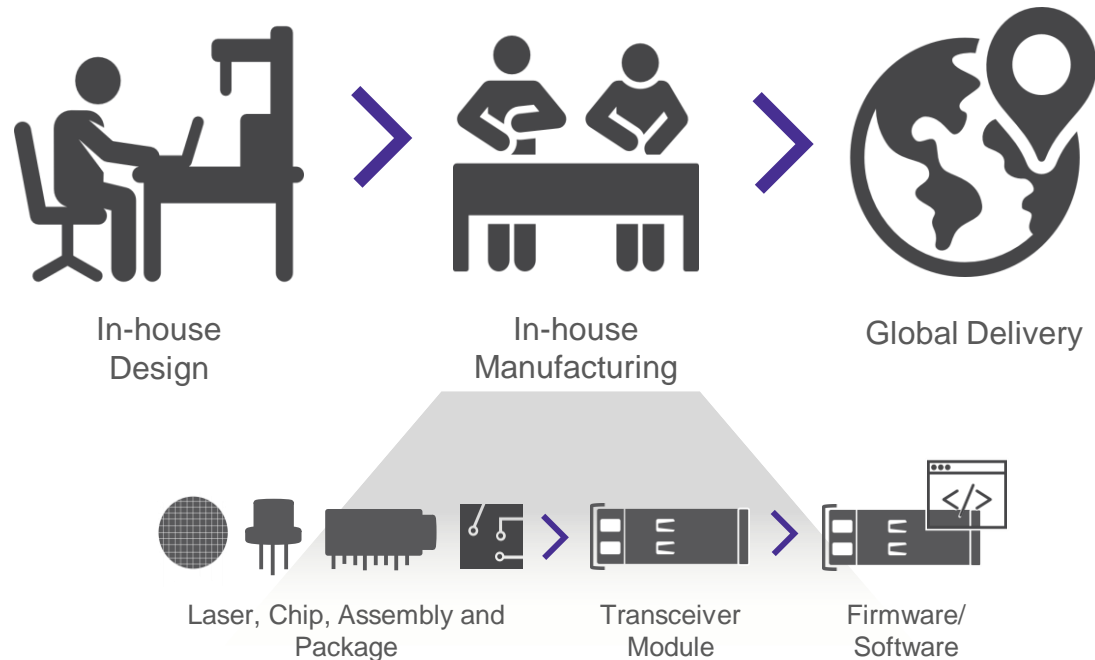 In-house
Design
In-house
Manufacturing
Global Delivery
</>
Laser, Chip, Assembly and
Package
Transceiver
Module
Firmware/
Software